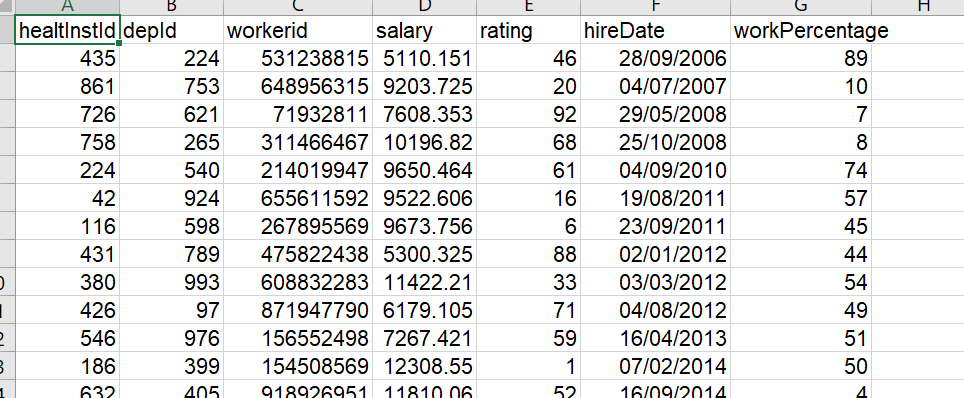 A B C D E F G H
healtInstId depId workerid salary rating hireDate workPercentage
435 224 531238815 5110.151 46 28/09/2006 89
861 753 648956315 9203.725 20 04/07/2007 10
726 621 71932811 7608.353 92 29/05/2008 7
758 265 311466467 10196.82 68 25/10/2008 8
224 540 214019947 9650.464 61 04/09/2010 74
42 924 655611592 9522.606 16 19/08/2011 57
116 598 267895569 9673.756 6 23/09/2011 45
431 789 475822438 5300.325 88 02/01/2012 44
380 993 608832283 11422.21 33 03/03/2012 54
426 97 871947790 6179.105 71 04/08/2012 49
546 976 156552498 7267.421 59 16/04/2013 51
186 399 154508569 12308.55 1 07/02/2014 50
632 405 918926951 11810.06 52 16/09/2014 4